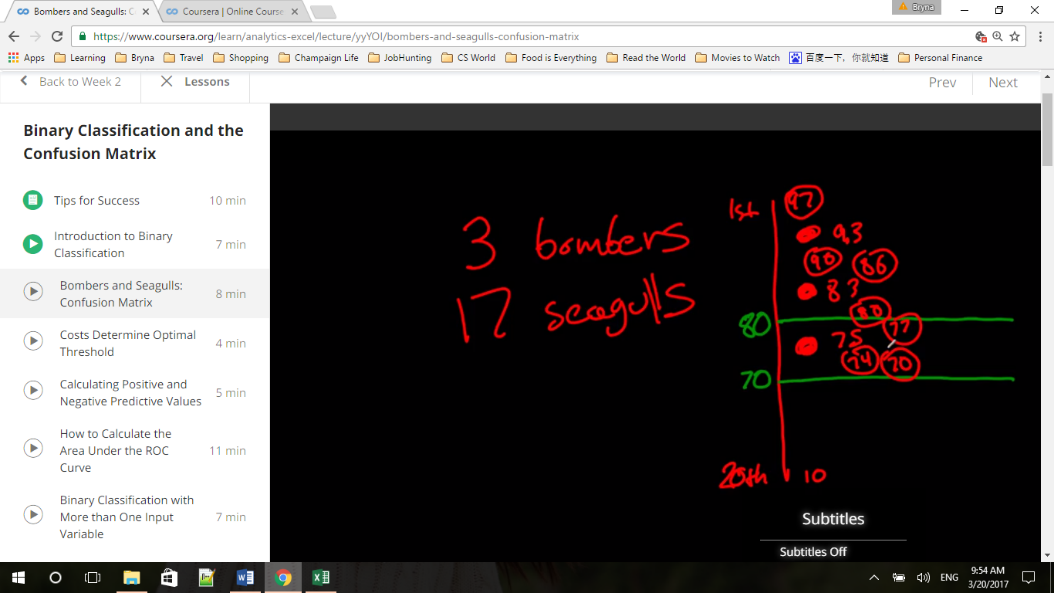 Bombers and Seagulls: C
Coursera | Online Course
Bryna
https://www.coursera.org/learn/analytics-excel/lecture/yyYOI/bombers-and-seagulls-confusion-matrix
Apps Learning Bryna Travel Shopping Champaign Life JobHunting CS World Food is Everything Read the World Movies to Watch 百度一下，你就知道 Personal Finance
Back to Week 2
Lessons
Prev
Next
Binary Classification and the
Confusion Matrix
Tips for Success 10 min
Introduction to Binary
Classification
7 min
Bombers and Seagulls:
Confusion Matrix
8 min
Costs Determine Optimal
Threshold
4 min
Calculating Positive and
Negative Predictive Values
5 min
How to Calculate the
Area Under the ROC
Curve
11 min
Binary Classification with
More than One Input
Variable
7 min
3 bombers
17 seagulls
1st 97
93
90 86
83
80
80 77
75
74 70
70
20th 10
Subtitles
Subtitles Off
ENG
9:54 AM
3/20/2017